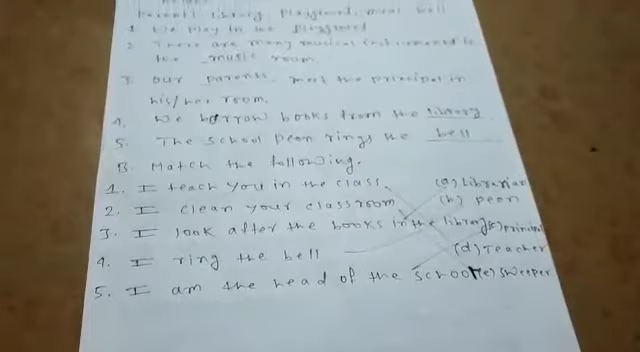 Parents, library, playground, music bell
1. We play in the playground
2. There are many musical instruments in
the music room.
3. Our parents meet the principal in
his/her room.
4. We borrow books from the library
5. The school peon rings the bell
B. Match the following.
1. I teach you in the class. (a) Librarian
2. I clean your classroom (b) peon
3. I look after the books in the library (c) principal
4. I ring the bell (d) Teacher
5. I am the head of the school (e) sweeper